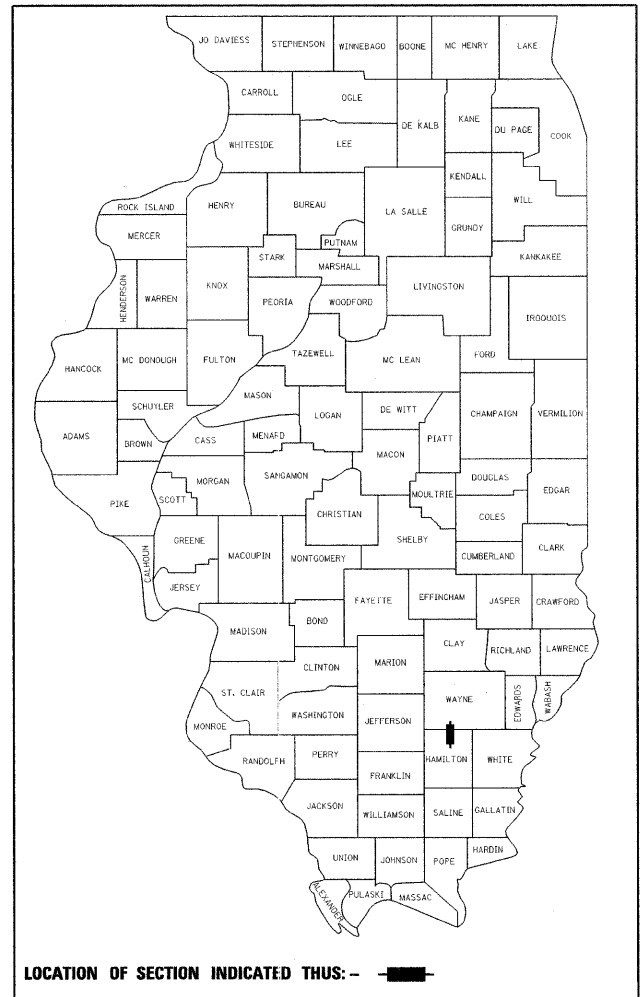 JO DAVIESS STEPHENSON WINNEBAGO BOONE MC HENRY LAKE
CARROLL OGLE DE KALB KANE DU PAGE COOK
WHITESIDE LEE
KENDALL WILL
ROCK ISLAND HENRY BUREAU LA SALLE GRUNDY
MERCER PUTNAM
STARK MARSHALL KANKAKEE
HENDERSON WARREN KNOX PEORIA WOODFORD LIVINGSTON IROQUOIS
HANCOCK MC DONOUGH FULTON TAZEWELL MC LEAN FORD
MASON
SCHUYLER LOGAN DE WITT CHAMPAIGN VERMILION
ADAMS BROWN CASS MENARD MACON PIATT
MORGAN SANGAMON DOUGLAS EDGAR
PIKE SCOTT CHRISTIAN MOULTRIE COLES
GREENE MACOUPIN MONTGOMERY SHELBY CUMBERLAND CLARK
CALHOUN JERSEY
FAYETTE EFFINGHAM JASPER CRAWFORD
MADISON BOND
CLAY RICHLAND LAWRENCE
CLINTON MARION
ST. CLAIR WAYNE EDWARDS WABASH
MONROE WASHINGTON JEFFERSON
RANDOLPH PERRY HAMILTON WHITE
FRANKLIN
JACKSON WILLIAMSON SALINE GALLATIN
UNION JOHNSON POPE HARDIN
ALEXANDER PULASKI MASSAC
LOCATION OF SECTION INDICATED THUS: –